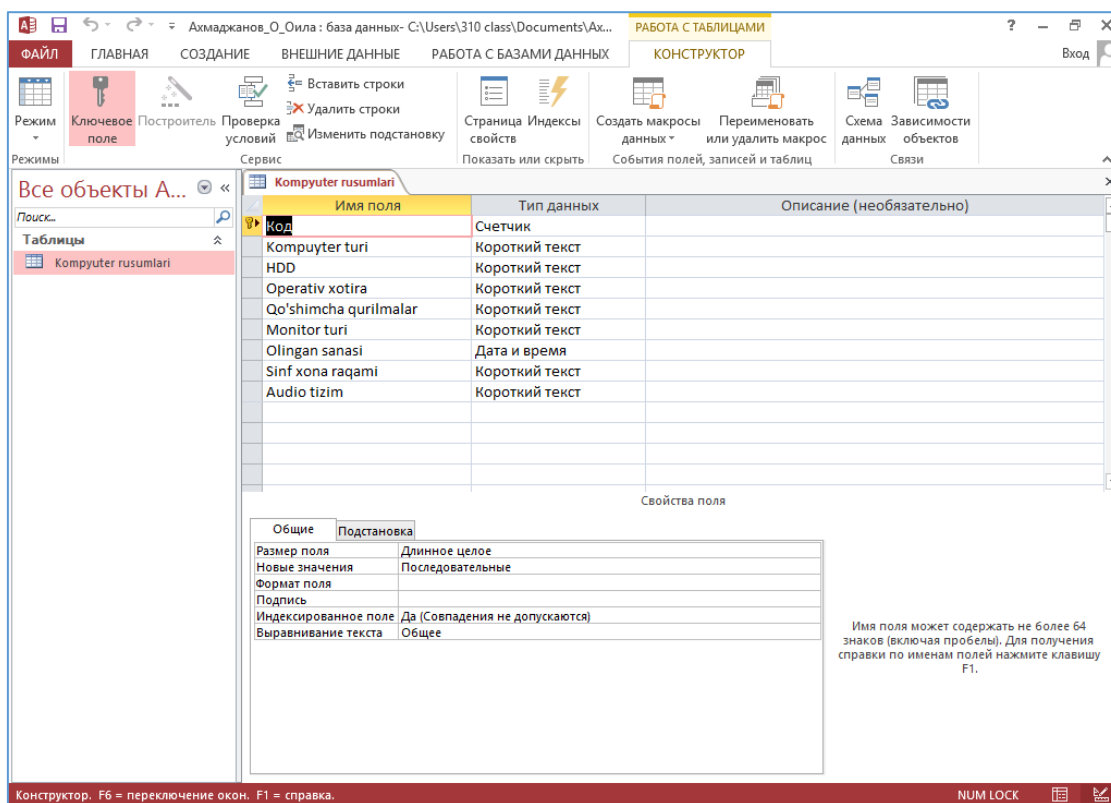 Ахмаджанов_О_Оила : база данных- C:\Users\310 class\Documents\Ах... РАБОТА С ТАБЛИЦАМИ ?
ФАЙЛ ГЛАВНАЯ СОЗДАНИЕ ВНЕШНИЕ ДАННЫЕ РАБОТА С БАЗАМИ ДАННЫХ КОНСТРУКТОР Вход
Режим
Ключевое поле
Построитель
Проверка условий
Вставить строки
Удалить строки
Изменить подстановку
Страница свойств
Индексы
Создать макросы данных
Переименовать или удалить макрос
Схема данных
Зависимости объектов
Режимы Сервис Показать или скрыть События полей, записей и таблиц Связи
Все объекты A... «
Поиск...
Таблицы
Kompyuter rusumlari
Kompyuter rusumlari
Имя поля Тип данных Описание (необязательно)
Код Счетчик
Kompuyter turi Короткий текст
HDD Короткий текст
Operativ xotira Короткий текст
Qo'shimcha qurilmalar Короткий текст
Monitor turi Короткий текст
Olingan sanasi Дата и время
Sinf xona raqami Короткий текст
Audio tizim Короткий текст
Свойства поля
Общие Подстановка
Размер поля Длинное целое
Новые значения Последовательные
Формат поля
Подпись
Индексированное поле Да (Совпадения не допускаются)
Выравнивание текста Общее
Имя поля может содержать не более 64
знаков (включая пробелы). Для получения
справки по именам полей нажмите клавишу
F1.
Конструктор. F6 = переключение окон. F1 = справка. NUM LOCK